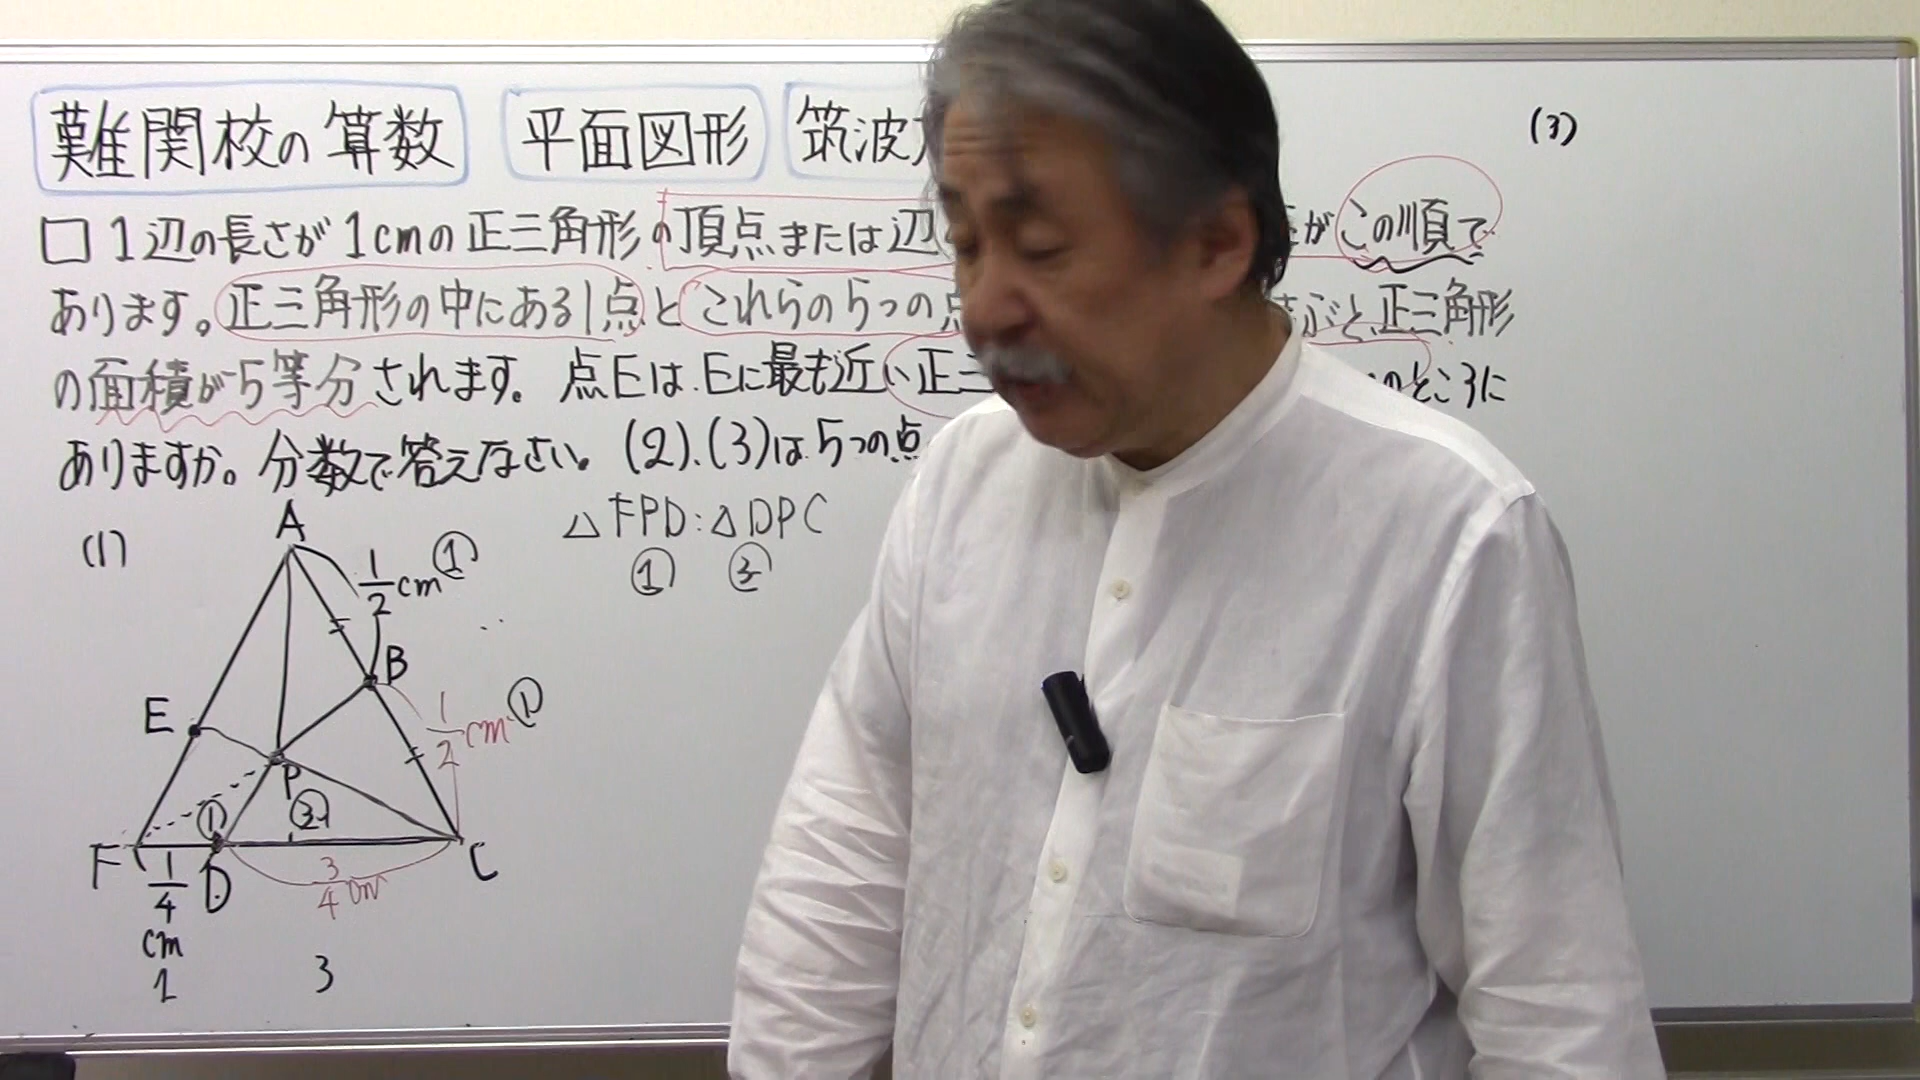 難関校の算数 平面図形 筑波
(3)
□ 1辺の長さが1cmの正三角形の頂点または辺 が この順で
あります。正三角形の中にある1点と これらの5つの点 結ぶと正三角形
の面積が5等分されます。点EはEに最も近い正三 のところに
ありますか。分数で答えなさい。(2).(3)は5つの点
△FPD:△DPC
① ③
(1)
A
1/2 cm ①
B
E
1/2 cm ①
P
① ③
F D C
1/4 cm
3/4 cm
1 3